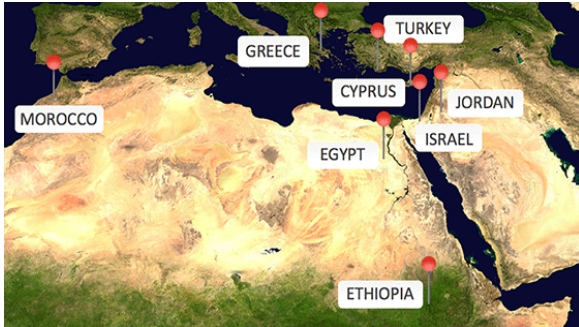 TURKEY
GREECE
CYPRUS
JORDAN
MOROCCO
ISRAEL
EGYPT
ETHIOPIA